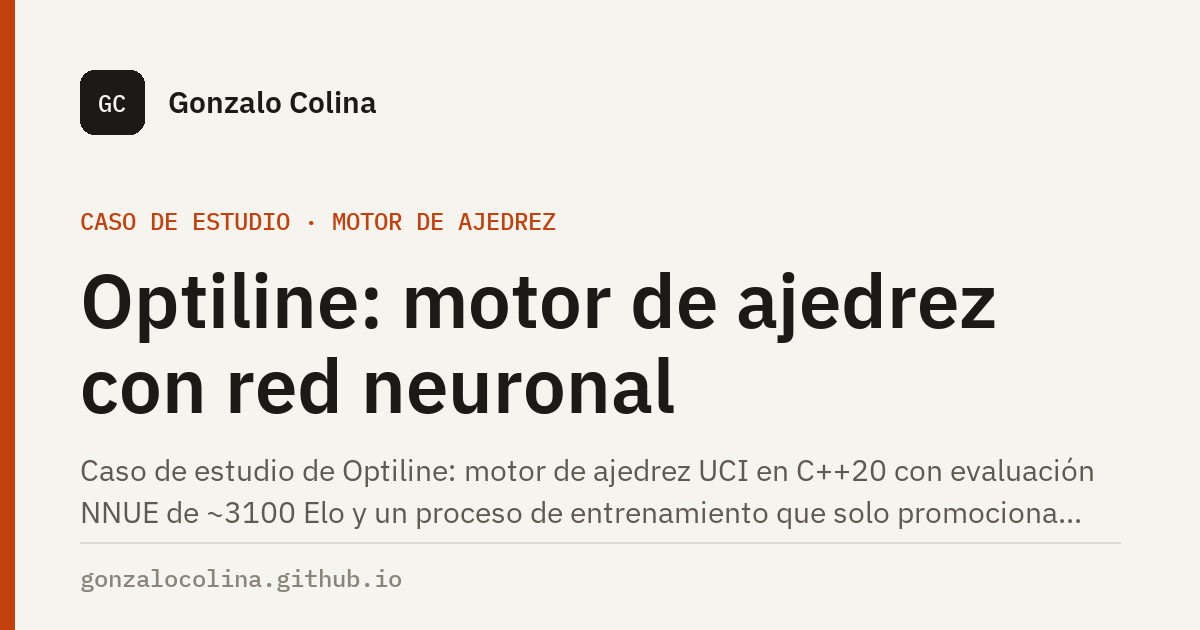 GC
Gonzalo Colina
CASO DE ESTUDIO · MOTOR DE AJEDREZ
Optiline: motor de ajedrez
con red neuronal
Caso de estudio de Optiline: motor de ajedrez UCI en C++20 con evaluación
NNUE de ~3100 Elo y un proceso de entrenamiento que solo promociona...
gonzalocolina.github.io